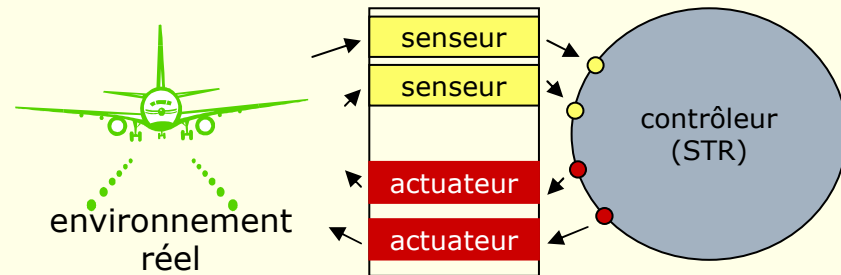 senseur
senseur
actuateur
actuateur
contrôleur
(STR)
environnement
réel